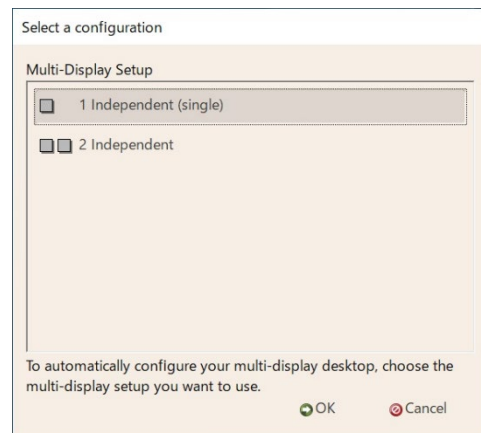 Select a configuration
Multi-Display Setup
1 Independent (single)
2 Independent
To automatically configure your multi-display desktop, choose the
multi-display setup you want to use.
OK Cancel